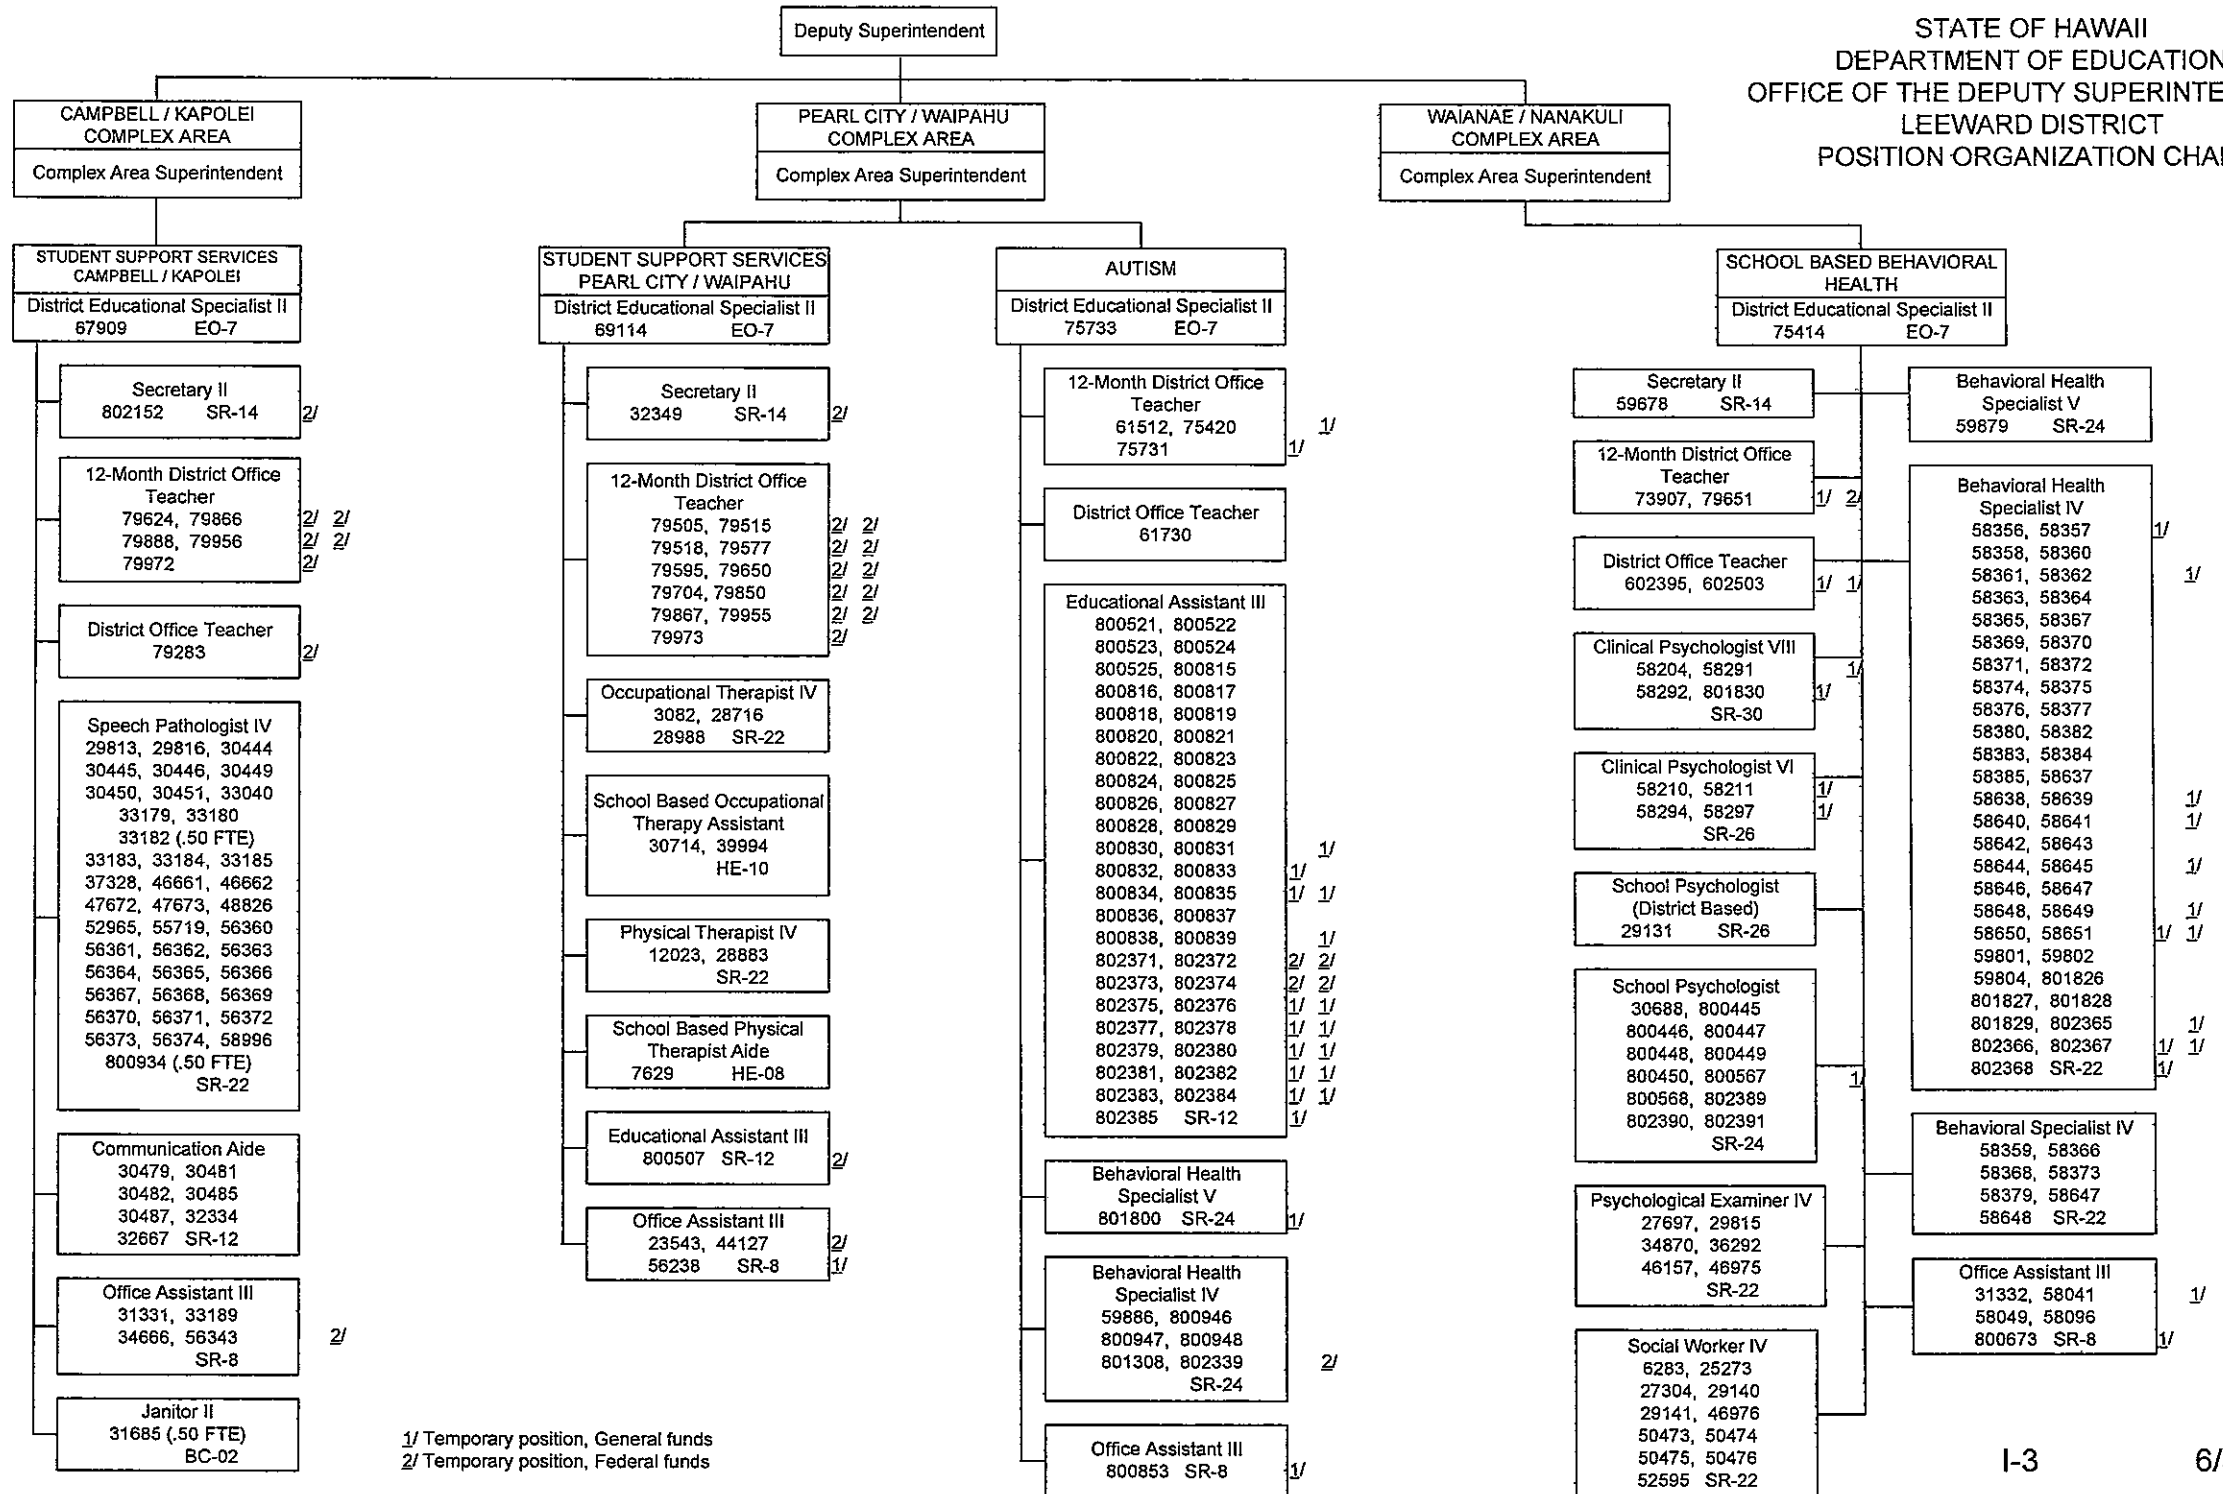 Deputy Superintendent
STATE OF HAWAII
DEPARTMENT OF EDUCATION
OFFICE OF THE DEPUTY SUPERINTE
LEEWARD DISTRICT
POSITION ORGANIZATION CHA
CAMPBELL / KAPOLEI
COMPLEX AREA
Complex Area Superintendent
PEARL CITY / WAIPAHU
COMPLEX AREA
Complex Area Superintendent
WAIANAE / NANAKULI
COMPLEX AREA
Complex Area Superintendent
STUDENT SUPPORT SERVICES
CAMPBELL / KAPOLEI
District Educational Specialist II
67909 EO-7
Secretary II
802152 SR-14 2/
12-Month District Office
Teacher
79624, 79866 2/ 2/
79888, 79956 2/ 2/
79972 2/
District Office Teacher
79283 2/
Speech Pathologist IV
29813, 29816, 30444
30445, 30446, 30449
30450, 30451, 33040
33179, 33180
33182 (.50 FTE)
33183, 33184, 33185
37328, 46661, 46662
47672, 47673, 48826
52965, 55719, 56360
56361, 56362, 56363
56364, 56365, 56366
56367, 56368, 56369
56370, 56371, 56372
56373, 56374, 58996
800934 (.50 FTE)
SR-22
Communication Aide
30479, 30481
30482, 30485
30487, 32334
32667 SR-12
Office Assistant III
31331, 33189
34666, 56343 2/
SR-8
Janitor II
31685 (.50 FTE)
BC-02
STUDENT SUPPORT SERVICES
PEARL CITY / WAIPAHU
District Educational Specialist II
69114 EO-7
Secretary II
32349 SR-14 2/
12-Month District Office
Teacher
79505, 79515 2/ 2/
79518, 79577 2/ 2/
79595, 79650 2/ 2/
79704, 79850 2/ 2/
79867, 79955 2/ 2/
79973 2/
Occupational Therapist IV
3082, 28716
28988 SR-22
School Based Occupational
Therapy Assistant
30714, 39994
HE-10
Physical Therapist IV
12023, 28883
SR-22
School Based Physical
Therapist Aide
7629 HE-08
Educational Assistant III
800507 SR-12 2/
Office Assistant III
23543, 44127 2/
56238 SR-8 1/
1/ Temporary position, General funds
2/ Temporary position, Federal funds
AUTISM
District Educational Specialist II
75733 EO-7
12-Month District Office
Teacher
61512, 75420 1/
75731 1/
District Office Teacher
61730
Educational Assistant III
800521, 800522
800523, 800524
800525, 800815
800816, 800817
800818, 800819
800820, 800821
800822, 800823
800824, 800825
800826, 800827
800828, 800829
800830, 800831 1/
800832, 800833 1/
800834, 800835 1/ 1/
800836, 800837
800838, 800839 1/
802371, 802372 2/ 2/
802373, 802374 2/ 2/
802375, 802376 1/ 1/
802377, 802378 1/ 1/
802379, 802380 1/ 1/
802381, 802382 1/ 1/
802383, 802384 1/ 1/
802385 SR-12 1/
Behavioral Health
Specialist V
801800 SR-24 1/
Behavioral Health
Specialist IV
59886, 800946
800947, 800948
801308, 802339 2/
SR-24
Office Assistant III
800853 SR-8 1/
SCHOOL BASED BEHAVIORAL
HEALTH
District Educational Specialist II
75414 EO-7
Secretary II
59678 SR-14
12-Month District Office
Teacher
73907, 79651 1/ 2/
District Office Teacher
602395, 602503 1/ 1/
Clinical Psychologist VIII
58204, 58291 1/
58292, 801830 1/
SR-30
Clinical Psychologist VI
58210, 58211 1/
58294, 58297 1/
SR-26
School Psychologist
(District Based)
29131 SR-26
School Psychologist
30688, 800445
800446, 800447
800448, 800449
800450, 800567 1/
800568, 802389
802390, 802391
SR-24
Psychological Examiner IV
27697, 29815
34870, 36292
46157, 46975
SR-22
Social Worker IV
6283, 25273
27304, 29140
29141, 46976
50473, 50474
50475, 50476
52595 SR-22
Behavioral Health
Specialist V
59879 SR-24
Behavioral Health
Specialist IV
58356, 58357 1/
58358, 58360
58361, 58362 1/
58363, 58364
58365, 58367
58369, 58370
58371, 58372
58374, 58375
58376, 58377
58380, 58382
58383, 58384
58385, 58637
58638, 58639 1/
58640, 58641 1/
58642, 58643
58644, 58645 1/
58646, 58647
58648, 58649 1/
58650, 58651 1/ 1/
59801, 59802
59804, 801826
801827, 801828
801829, 802365 1/
802366, 802367 1/ 1/
802368 SR-22 1/
Behavioral Specialist IV
58359, 58366
58368, 58373
58379, 58647
58648 SR-22
Office Assistant III
31332, 58041 1/
58049, 58096
800673 SR-8 1/
I-3 6/